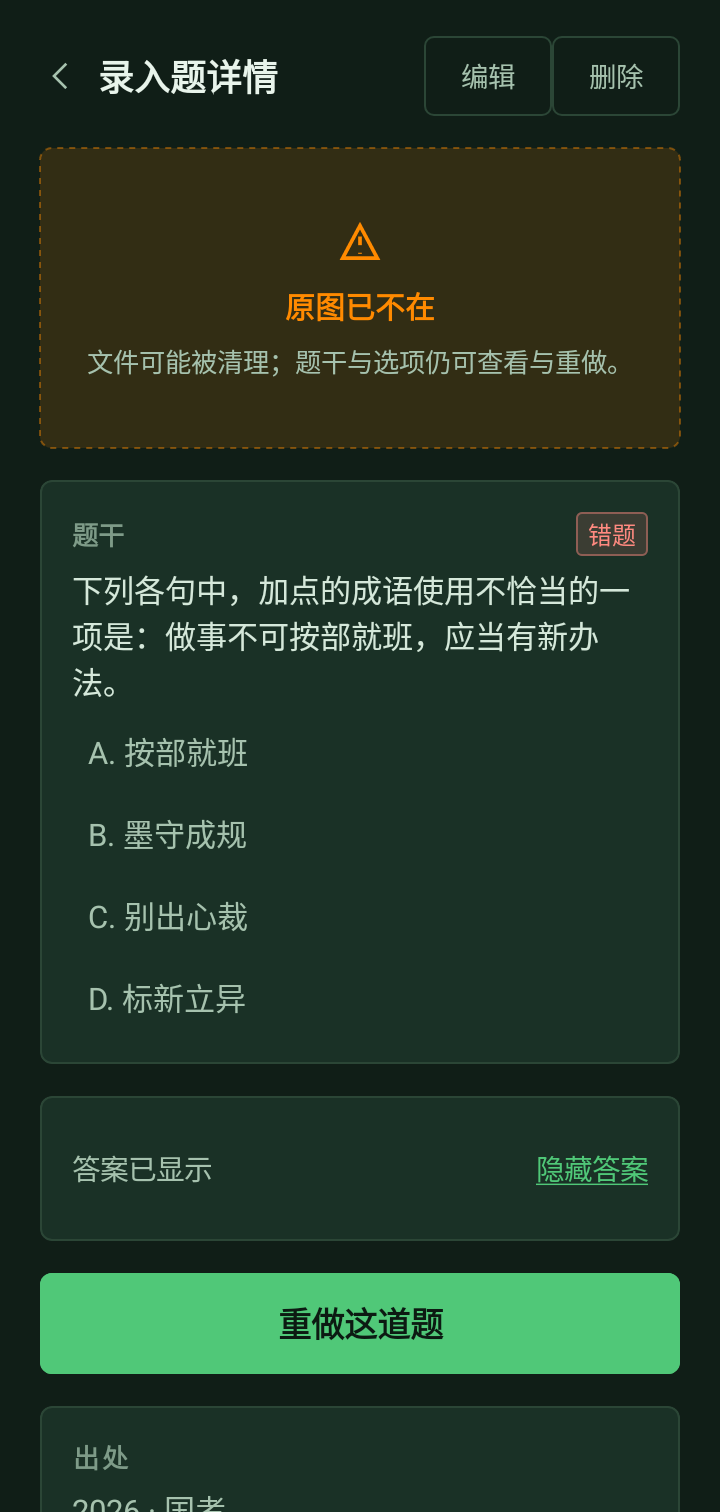 录入题详情
编辑
删除
原图已不在
文件可能被清理；题干与选项仍可查看与重做。
题干
错题
下列各句中，加点的成语使用不恰当的一
项是：做事不可按部就班，应当有新办
法。
A. 按部就班
B. 墨守成规
C. 别出心裁
D. 标新立异
答案已显示
隐藏答案
重做这道题
出处
2026 · 国考